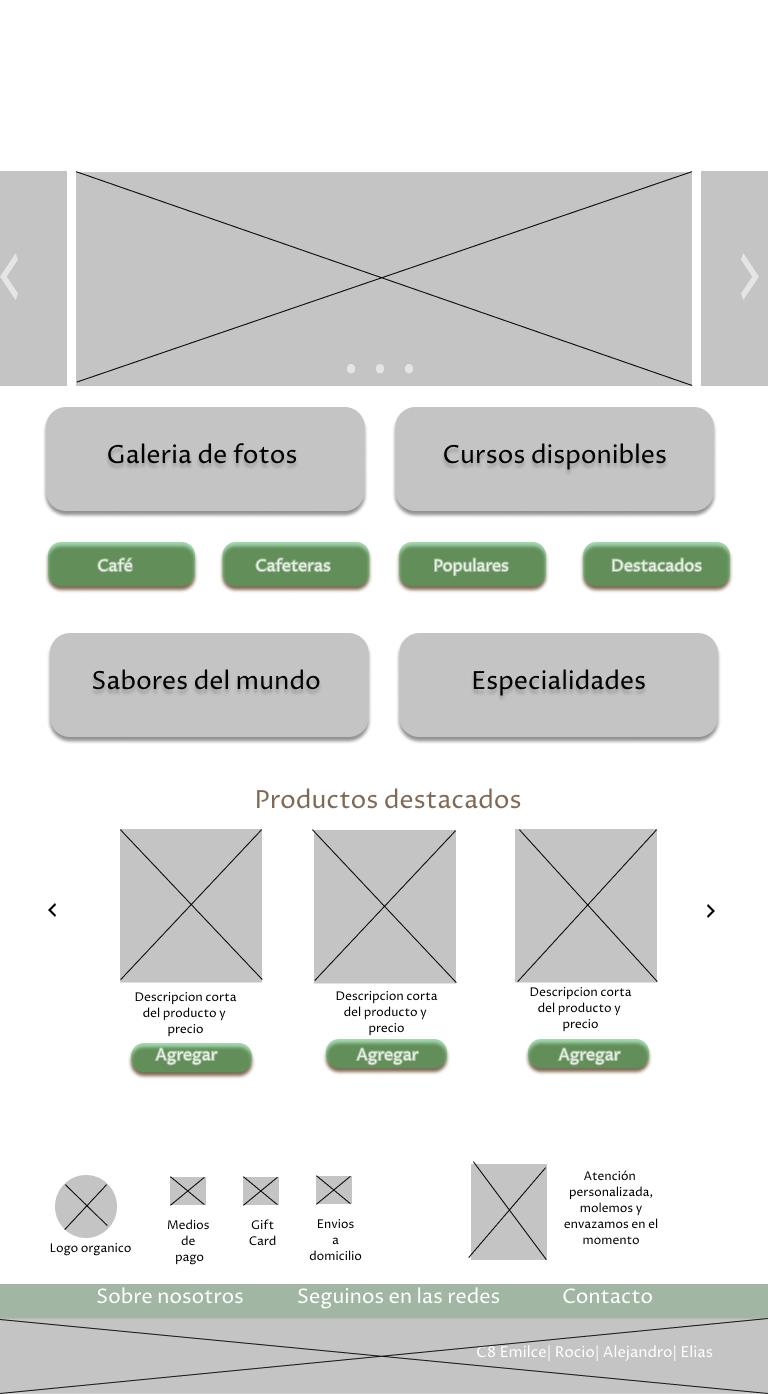 Galeria de fotos
Cursos disponibles
Café
Cafeteras
Populares
Destacados
Sabores del mundo
Especialidades
Productos destacados
Descripcion corta
del producto y
precio
Agregar
Descripcion corta
del producto y
precio
Agregar
Descripcion corta
del producto y
precio
Agregar
Logo organico
Medios
de
pago
Gift
Card
Envios
a
domicilio
Atención
personalizada,
molemos y
envazamos en el
momento
Sobre nosotros
Seguinos en las redes
Contacto
C8 Emilce| Rocio| Alejandro| Elias